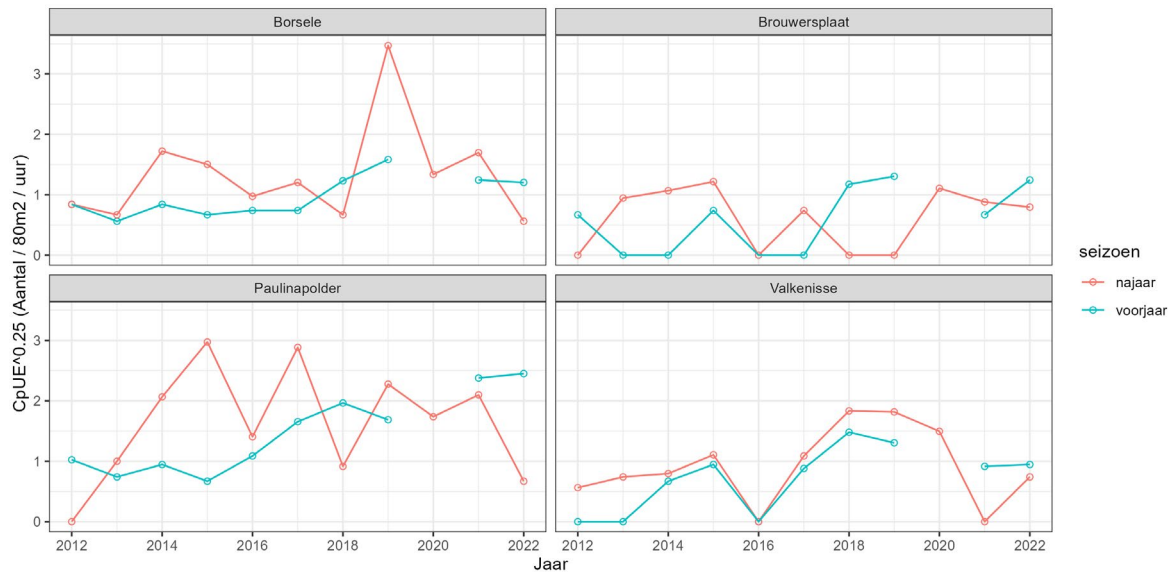 Borsele
Brouwersplaat
3
2
1
0
Paulinapolder
Valkenisse
3
2
1
0
2012 2014 2016 2018 2020 2022
2012 2014 2016 2018 2020 2022
Jaar
CpUE^0.25 (Aantal / 80m2 / uur)
seizoen
najaar
voorjaar